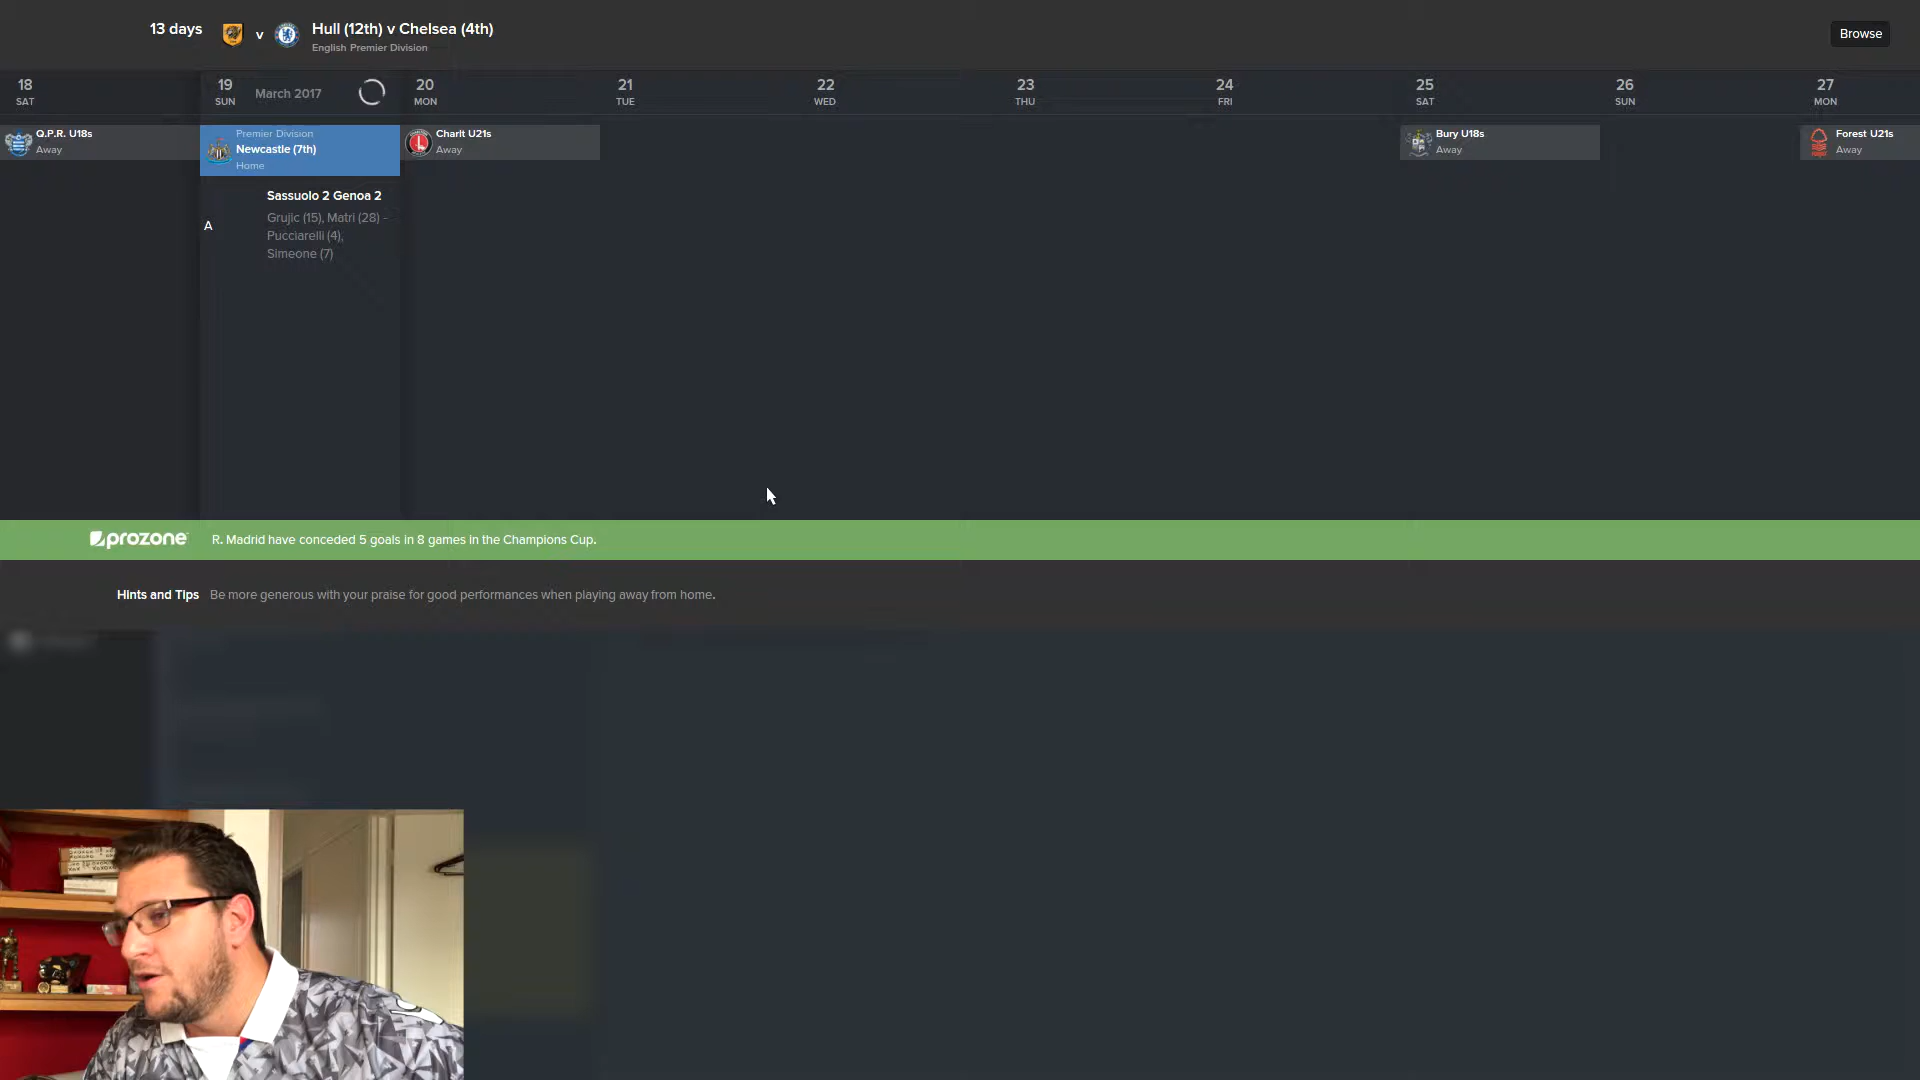 13 days
v
Hull (12th) v Chelsea (4th)
English Premier Division
Browse
18
SAT
19
SUN
March 2017
20
MON
21
TUE
22
WED
23
THU
24
FRI
25
SAT
26
SUN
27
MON
Q.P.R. U18s
Away
Premier Division
Newcastle (7th)
Home
Charlt U21s
Away
Bury U18s
Away
Forest U21s
Away
A
Sassuolo 2 Genoa 2
Grujic (15), Matri (28) -
Pucciarelli (4),
Simeone (7)
prozone
R. Madrid have conceded 5 goals in 8 games in the Champions Cup.
Hints and Tips
Be more generous with your praise for good performances when playing away from home.